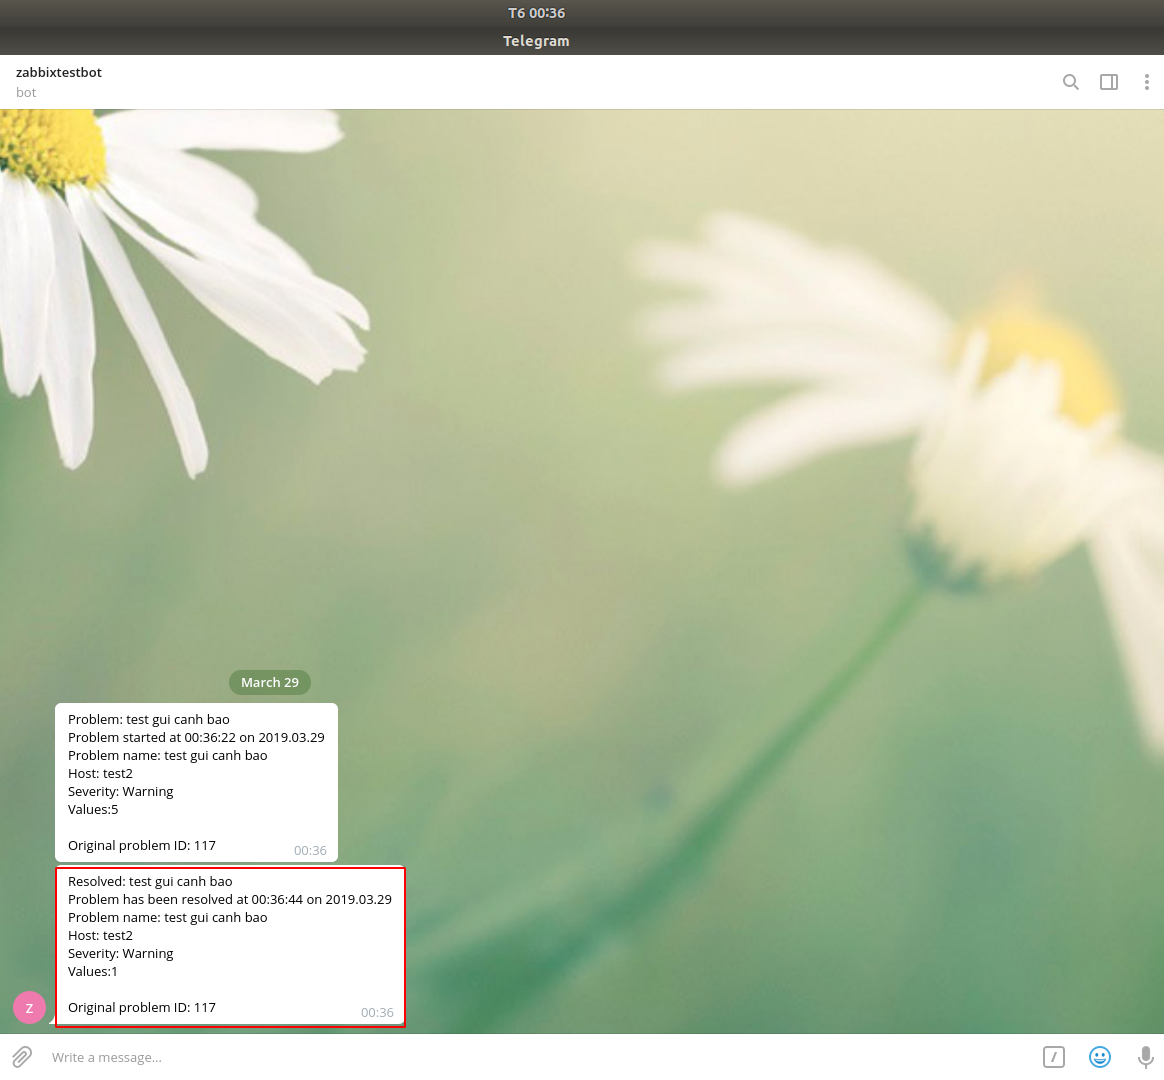 T6 00:36
Telegram
zabbixtestbot
bot
March 29
Problem: test gui canh bao
Problem started at 00:36:22 on 2019.03.29
Problem name: test gui canh bao
Host: test2
Severity: Warning
Values:5
Original problem ID: 117
00:36
Resolved: test gui canh bao
Problem has been resolved at 00:36:44 on 2019.03.29
Problem name: test gui canh bao
Host: test2
Severity: Warning
Values:1
Original problem ID: 117
00:36
Z
Write a message...